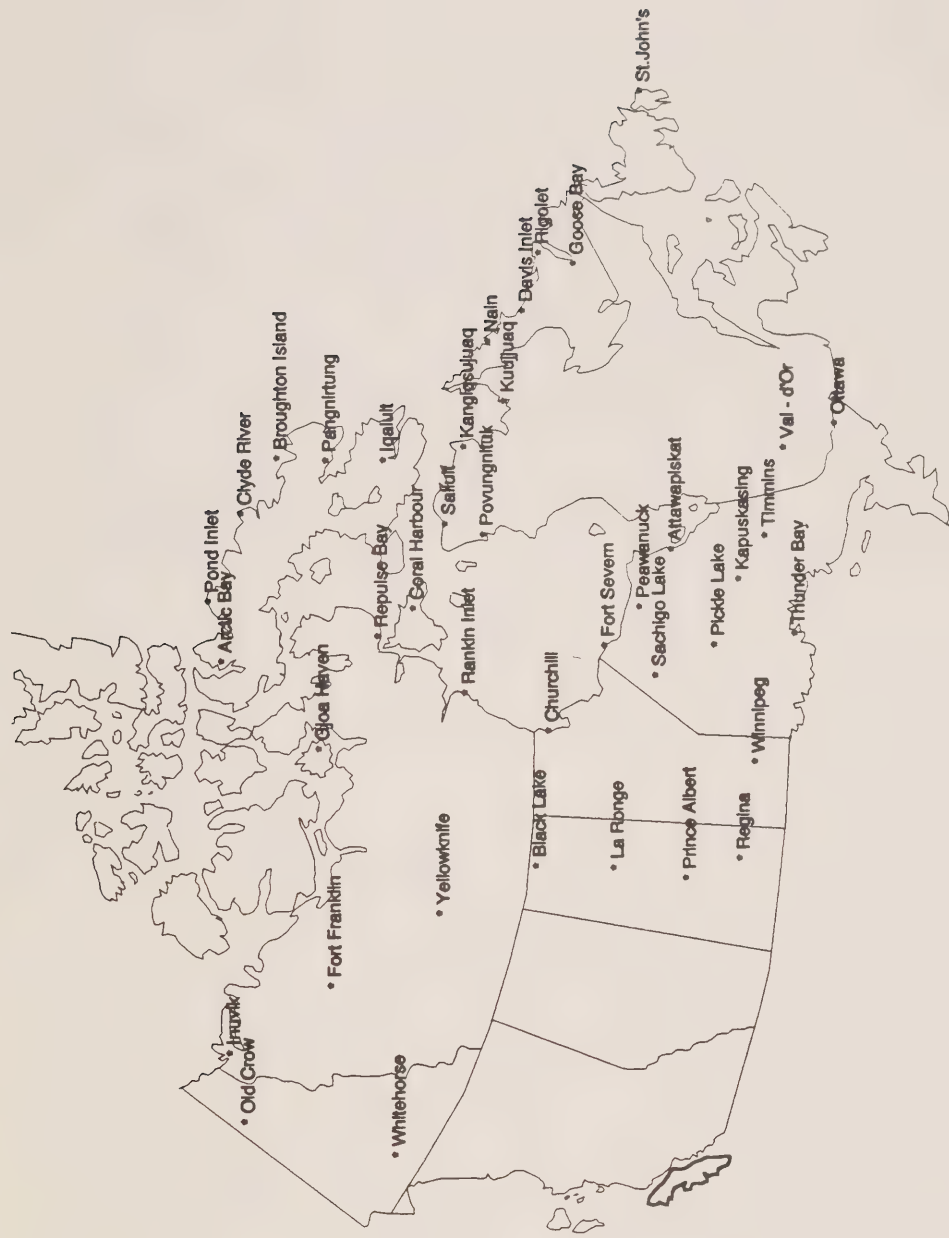 Old Crow
Inuvik
Whitehorse
Fort Franklin
Yellowknife
Gjoa Haven
Arctic Bay
Pond Inlet
Clyde River
Broughton Island
Pangnirtung
Iqaluit
Repulse Bay
Coral Harbour
Rankin Inlet
Salluit
Povungnituk
Kangiqsujuaq
Kuujjuaq
Nain
Davis Inlet
Rigolet
Goose Bay
St.John's
Churchill
Fort Severn
Peawanuck
Sachigo Lake
Attawapiskat
Pickle Lake
Kapuskasing
Timmins
Val - d'Or
Ottawa
Thunder Bay
Black Lake
La Ronge
Prince Albert
Regina
Winnipeg